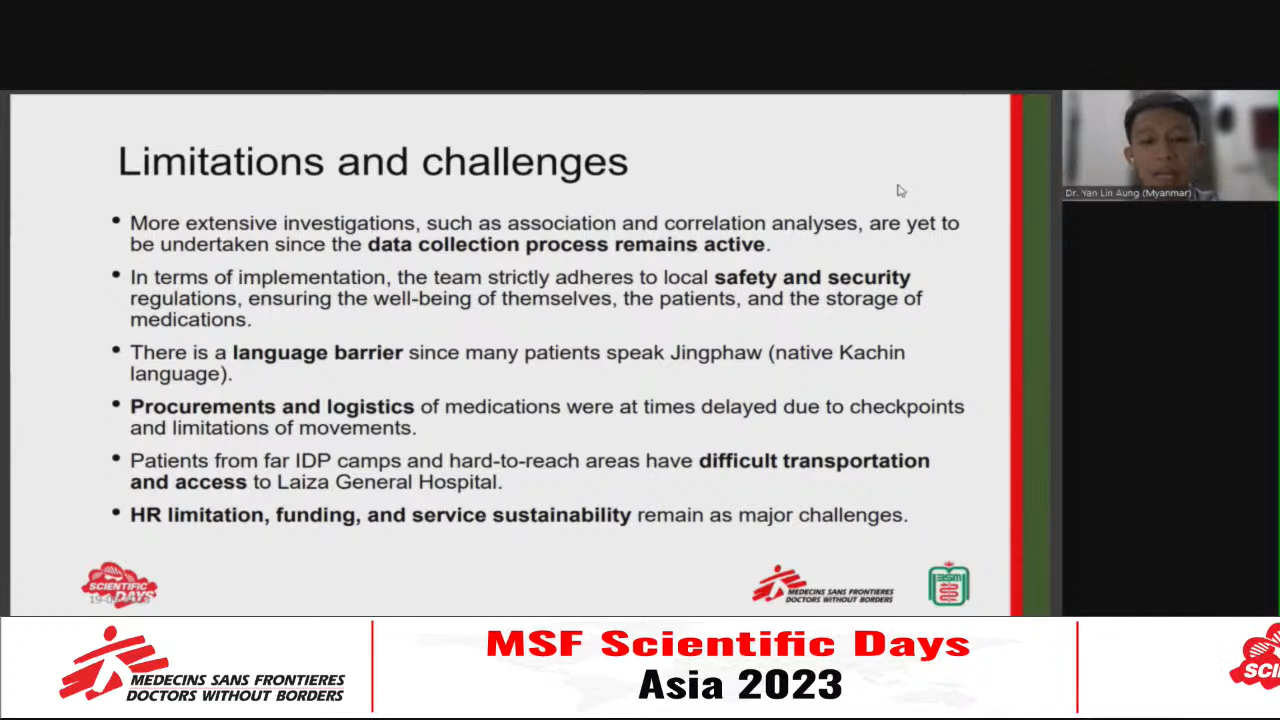 Limitations and challenges
Dr. Yan Lin Aung (Myanmar)
• More extensive investigations, such as association and correlation analyses, are yet to
be undertaken since the data collection process remains active.
• In terms of implementation, the team strictly adheres to local safety and security
regulations, ensuring the well-being of themselves, the patients, and the storage of
medications.
• There is a language barrier since many patients speak Jingphaw (native Kachin
language).
• Procurements and logistics of medications were at times delayed due to checkpoints
and limitations of movements.
• Patients from far IDP camps and hard-to-reach areas have difficult transportation
and access to Laiza General Hospital.
• HR limitation, funding, and service sustainability remain as major challenges.
SCIENTIFIC
DAYS
MEDECINS SANS FRONTIERES
DOCTORS WITHOUT BORDERS
MEDECINS SANS FRONTIERES
DOCTORS WITHOUT BORDERS
MSF Scientific Days
Asia 2023